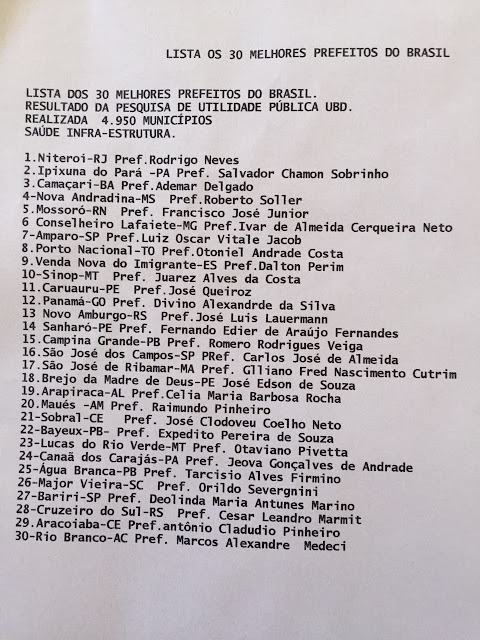 LISTA OS 30 MELHORES PREFEITOS DO BRASIL
LISTA DOS 30 MELHORES PREFEITOS DO BRASIL.
RESULTADO DA PESQUISA DE UTILIDADE PÚBLICA UBD.
REALIZADA 4.950 MUNICÍPIOS
SAÚDE INFRA-ESTRUTURA.
1.Niteroi-RJ Pref.Rodrigo Neves
2.Ipixuna do Pará -PA Pref. Salvador Chamon Sobrinho
3.Camaçari-BA Pref.Ademar Delgado
4-Nova Andradina-MS Pref.Roberto Soller
5.Mossoró-RN Pref. Francisco José Junior
6 Conselheiro Lafaiete-MG Pref.Ivar de Almeida Cerqueira Neto
7-Amparo-SP Pref.Luiz Oscar Vitale Jacob
8.Porto Nacional-TO Pref.Otoniel Andrade Costa
9.Venda Nova do Imigrante-ES Pref.Dalton Perim
10-Sinop-MT Pref. Juarez Alves da Costa
11.Caruauru-PE Pref.José Queiroz
12.Panamá-GO Pref. Divino Alexandrde da Silva
13 Novo Amburgo-RS Pref.José Luis Lauermann
14 Sanharó-PE Pref. Fernando Edier de Araújo Fernandes
15.Campina Grande-PB Pref. Romero Rodrigues Veiga
16.São José dos Campos-SP PRef. Carlos José de Almeida
17.São José de Ribamar-MA Pref. Glliano Fred Nascimento Cutrim
18.Brejo da Madre de Deus-PE José Edson de Souza
19.Arapiraca-AL Pref.Celia Maria Barbosa Rocha
20.Maués -AM Pref. Raimundo Pinheiro
21-Sobral-CE Pref. José Clodoveu Coelho Neto
22-Bayeux-PB- Pref. Expedito Pereira de Souza
23-Lucas do Rio Verde-MT Pref. Otaviano Pivetta
24-Canaã dos Carajás-PA Pref. Jeova Gonçalves de Andrade
25-Água Branca-PB Pref. Tarcisio Alves Firmino
26-Major Vieira-SC Pref. Orildo Severgnini
27-Bariri-SP Pref. Deolinda Maria Antunes Marino
28-Cruzeiro do Sul-RS Pref. Cesar Leandro Marmit
29.Aracoiaba-CE Pref.antônio Cladudio Pinheiro
30-Rio Branco-AC Pref. Marcos Alexandre Medeci